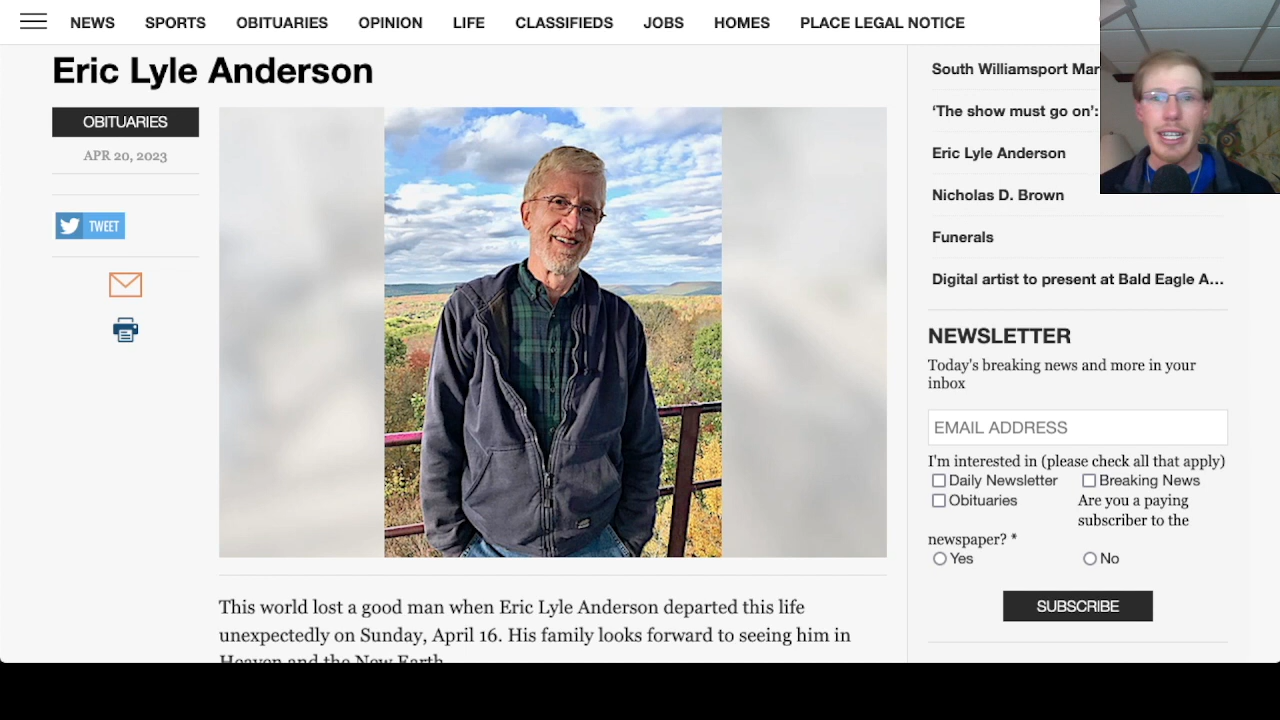 NEWS SPORTS OBITUARIES OPINION LIFE CLASSIFIEDS JOBS HOMES PLACE LEGAL NOTICE
Eric Lyle Anderson
OBITUARIES
APR 20, 2023
TWEET
This world lost a good man when Eric Lyle Anderson departed this life
unexpectedly on Sunday, April 16. His family looks forward to seeing him in
Heaven and the New Earth.
South Williamsport Mar
‘The show must go on’:
Eric Lyle Anderson
Nicholas D. Brown
Funerals
Digital artist to present at Bald Eagle A...
NEWSLETTER
Today's breaking news and more in your
inbox
EMAIL ADDRESS
I'm interested in (please check all that apply)
Daily Newsletter Breaking News
Obituaries Are you a paying
subscriber to the
newspaper? *
Yes No
SUBSCRIBE